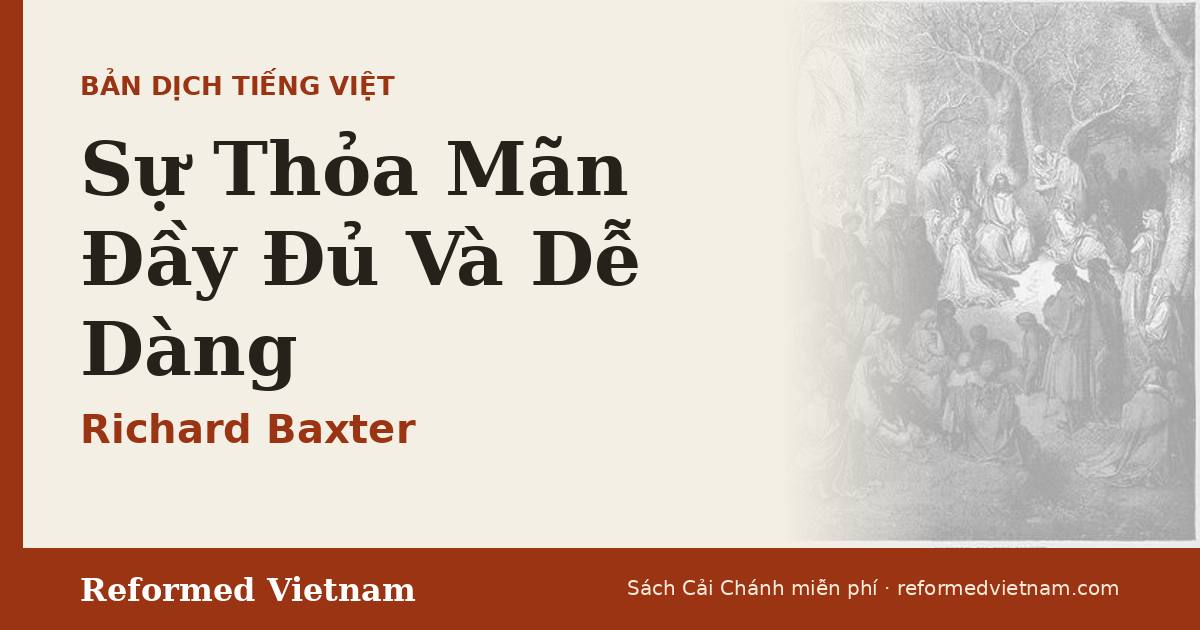 BẢN DỊCH TIẾNG VIỆT
Sự Thỏa Mãn
Đầy Đủ Và Dễ
Dàng
Richard Baxter
Reformed Vietnam
Sách Cải Chánh miễn phí · reformedvietnam.com